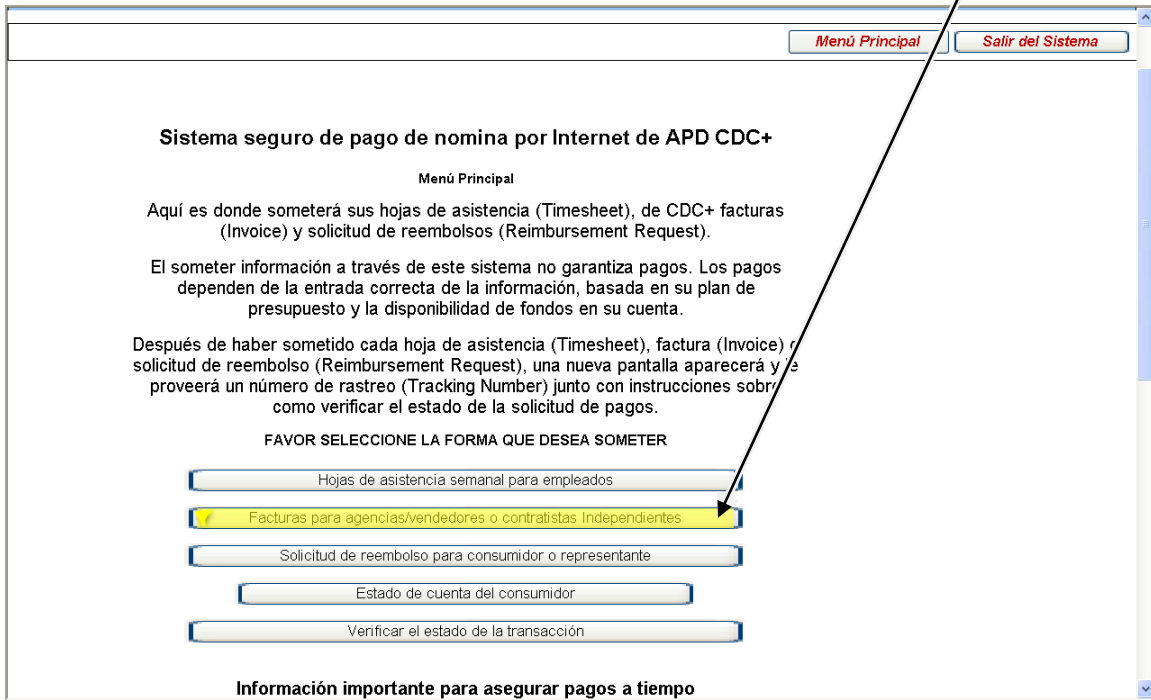 Menú Principal Salir del Sistema
Sistema seguro de pago de nomina por Internet de APD CDC+
Menú Principal
Aquí es donde someterá sus hojas de asistencia (Timesheet), de CDC+ facturas
(Invoice) y solicitud de reembolsos (Reimbursement Request).
El someter información a través de este sistema no garantiza pagos. Los pagos
dependen de la entrada correcta de la información, basada en su plan de
presupuesto y la disponibilidad de fondos en su cuenta.
Después de haber sometido cada hoja de asistencia (Timesheet), factura (Invoice)
solicitud de reembolso (Reimbursement Request), una nueva pantalla aparecerá y
proveerá un número de rastreo (Tracking Number) junto con instrucciones sobre
como verificar el estado de la solicitud de pagos.
FAVOR SELECCIONE LA FORMA QUE DESEA SOMETER
Hojas de asistencia semanal para empleados
Facturas para agencias/vendedores o contratistas Independientes
Solicitud de reembolso para consumidor o representante
Estado de cuenta del consumidor
Verificar el estado de la transacción
Información importante para asegurar pagos a tiempo